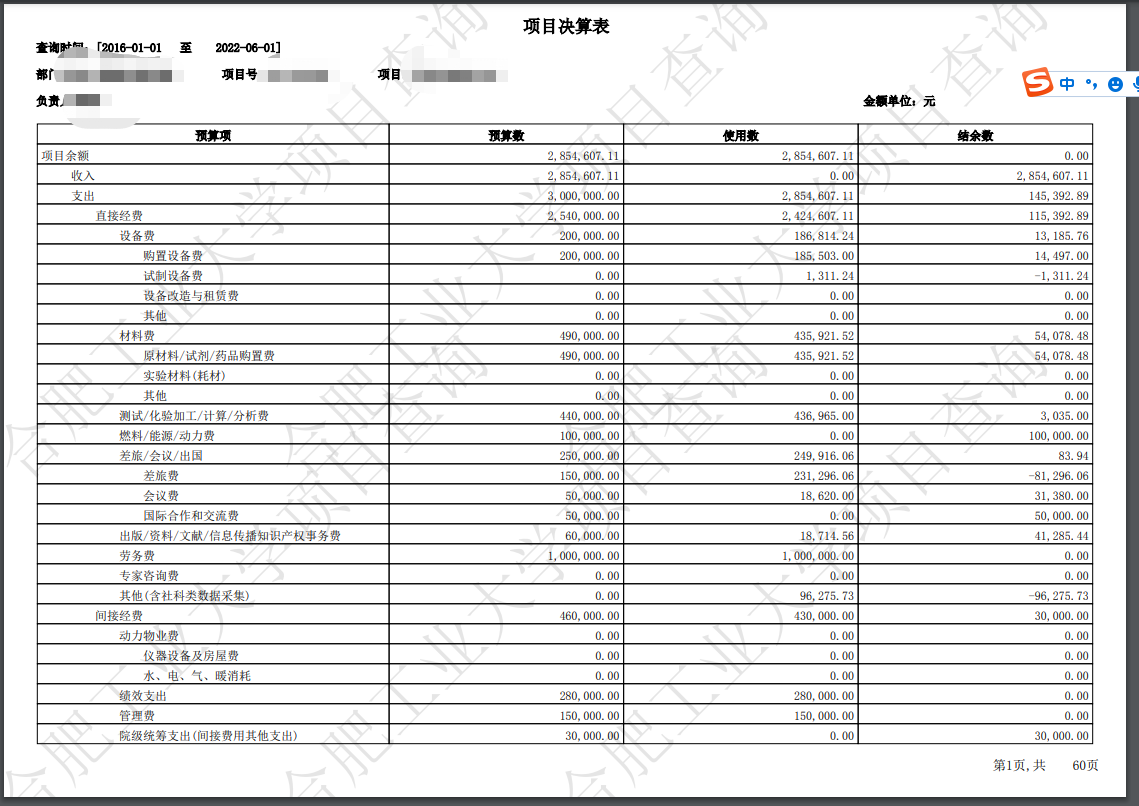 项目决算表
查询时间: [2016-01-01 至 2022-06-01]
部门 项目号 项目
负责人 金额单位: 元
预算项 预算数 使用数 结余数
项目余额 2,854,607.11 2,854,607.11 0.00
收入 2,854,607.11 0.00 2,854,607.11
支出 3,000,000.00 2,854,607.11 145,392.89
直接经费 2,540,000.00 2,424,607.11 115,392.89
设备费 200,000.00 186,814.24 13,185.76
购置设备费 200,000.00 185,503.00 14,497.00
试制设备费 0.00 1,311.24 -1,311.24
设备改造与租赁费 0.00 0.00 0.00
其他 0.00 0.00 0.00
材料费 490,000.00 435,921.52 54,078.48
原材料/试剂/药品购置费 490,000.00 435,921.52 54,078.48
实验材料(耗材) 0.00 0.00 0.00
其他 0.00 0.00 0.00
测试/化验加工/计算/分析费 440,000.00 436,965.00 3,035.00
燃料/能源/动力费 100,000.00 0.00 100,000.00
差旅/会议/出国 250,000.00 249,916.06 83.94
差旅费 150,000.00 231,296.06 -81,296.06
会议费 50,000.00 18,620.00 31,380.00
国际合作和交流费 50,000.00 0.00 50,000.00
出版/资料/文献/信息传播知识产权事务费 60,000.00 18,714.56 41,285.44
劳务费 1,000,000.00 1,000,000.00 0.00
专家咨询费 0.00 0.00 0.00
其他(含社科类数据采集) 0.00 96,275.73 -96,275.73
间接经费 460,000.00 430,000.00 30,000.00
动力物业费 0.00 0.00 0.00
仪器设备及房屋费 0.00 0.00 0.00
水、电、气、暖消耗 0.00 0.00 0.00
绩效支出 280,000.00 280,000.00 0.00
管理费 150,000.00 150,000.00 0.00
院级统筹支出(间接费用其他支出) 30,000.00 0.00 30,000.00
第1页,共 60页
合肥工业大学项目查询
中